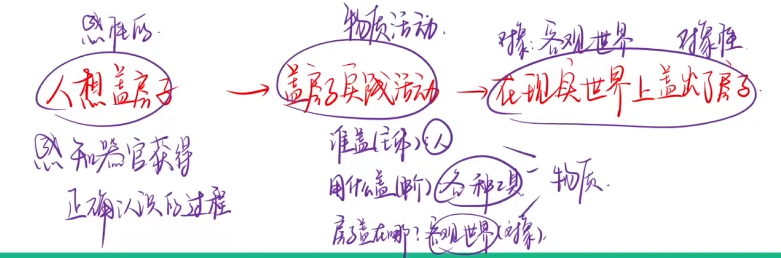 感性的
物质活动
对象:客观世界 对象性
人想盖房子 → 盖房子实践活动 → 在现实世界上盖出了房子
感知器官获得
正确认识的过程
谁盖(主体):人
用什么盖(中介) 各种工具
物质.
房子盖在哪?客观世界(对象).